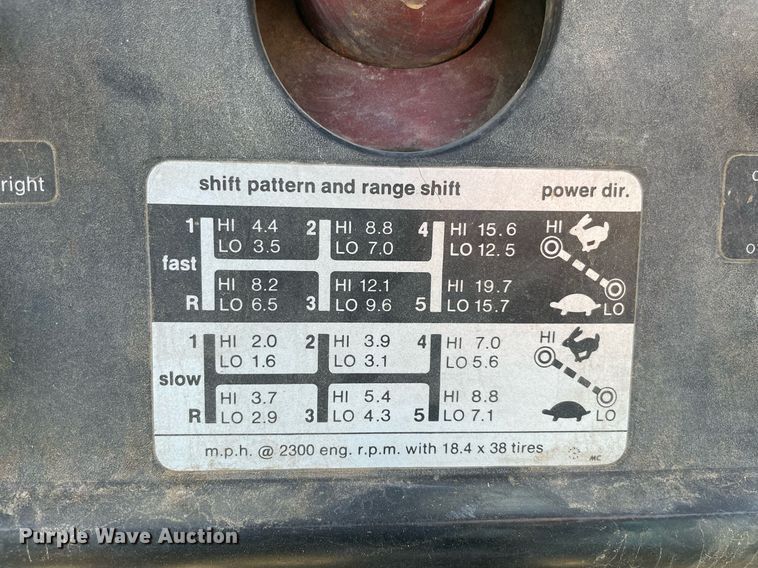 right
shift pattern and range shift power dir.
1 HI 4.4 2 HI 8.8 4 HI 15.6 HI
LO 3.5 LO 7.0 LO 12.5
fast
HI 8.2 HI 12.1 HI 19.7
R LO 6.5 3 LO 9.6 5 LO 15.7 LO
1 HI 2.0 2 HI 3.9 4 HI 7.0 HI
LO 1.6 LO 3.1 LO 5.6
slow
HI 3.7 HI 5.4 HI 8.8
R LO 2.9 3 LO 4.3 5 LO 7.1 LO
m.p.h. @ 2300 eng. r.p.m. with 18.4 x 38 tires MC
Purple Wave Auction